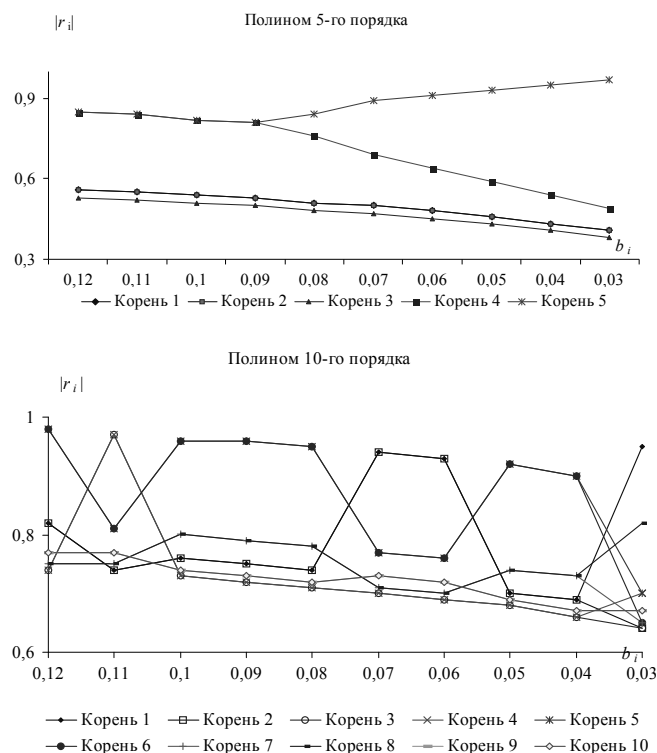 |r i|
Полином 5-го порядка
0,9
0,6
0,3
b i
0,12 0,11 0,1 0,09 0,08 0,07 0,06 0,05 0,04 0,03
Корень 1 Корень 2 Корень 3 Корень 4 Корень 5
Полином 10-го порядка
|r i|
1
0,8
0,6
b i
0,12 0,11 0,1 0,09 0,08 0,07 0,06 0,05 0,04 0,03
Корень 1 Корень 2 Корень 3 Корень 4 Корень 5
Корень 6 Корень 7 Корень 8 Корень 9 Корень 10